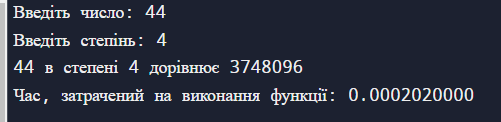 Введіть число: 44
Введіть степінь: 4
44 в степені 4 дорівнює 3748096
Час, затрачений на виконання функції: 0.0002020000